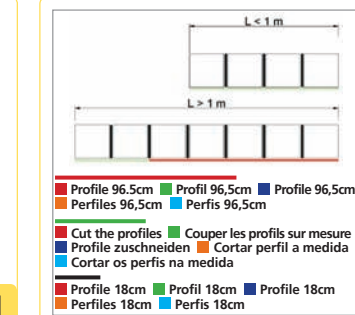 L < 1 m
L > 1 m
Profile 96.5cm Profil 96,5cm Profile 96,5cm
Perfiles 96,5cm Perfis 96,5cm
Cut the profiles Couper les profils sur mesure
Profile zuschneiden Cortar perfil a medida
Cortar os perfis na medida
Profile 18cm Profil 18cm Profile 18cm
Perfiles 18cm Perfis 18cm